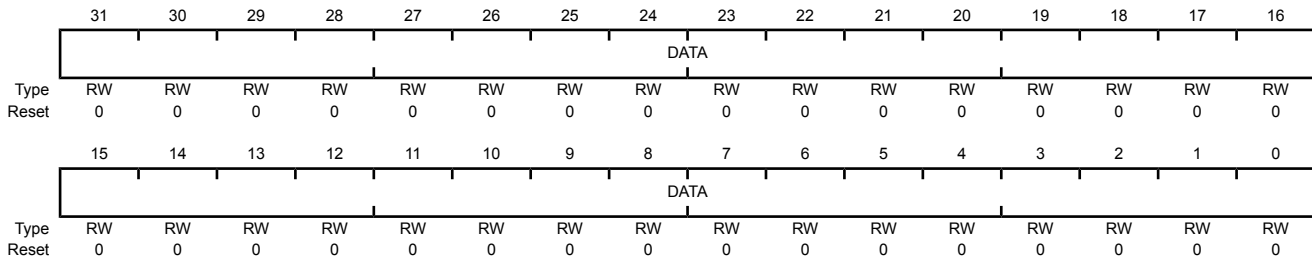 31 30 29 28 27 26 25 24 23 22 21 20 19 18 17 16
DATA
Type RW RW RW RW RW RW RW RW RW RW RW RW RW RW RW RW
Reset 0 0 0 0 0 0 0 0 0 0 0 0 0 0 0 0
15 14 13 12 11 10 9 8 7 6 5 4 3 2 1 0
DATA
Type RW RW RW RW RW RW RW RW RW RW RW RW RW RW RW RW
Reset 0 0 0 0 0 0 0 0 0 0 0 0 0 0 0 0